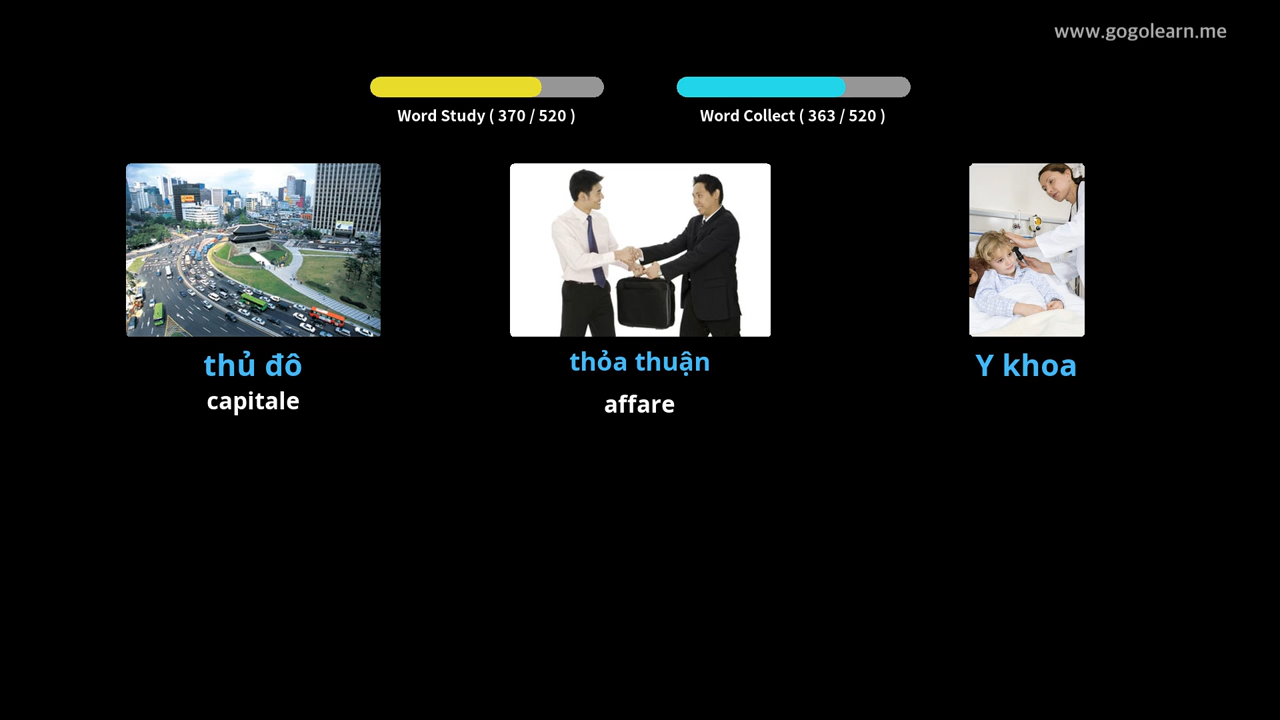 www.gogolearn.me
Word Study ( 370 / 520 )
Word Collect ( 363 / 520 )
thủ đô
capitale
thỏa thuận
affare
Y khoa